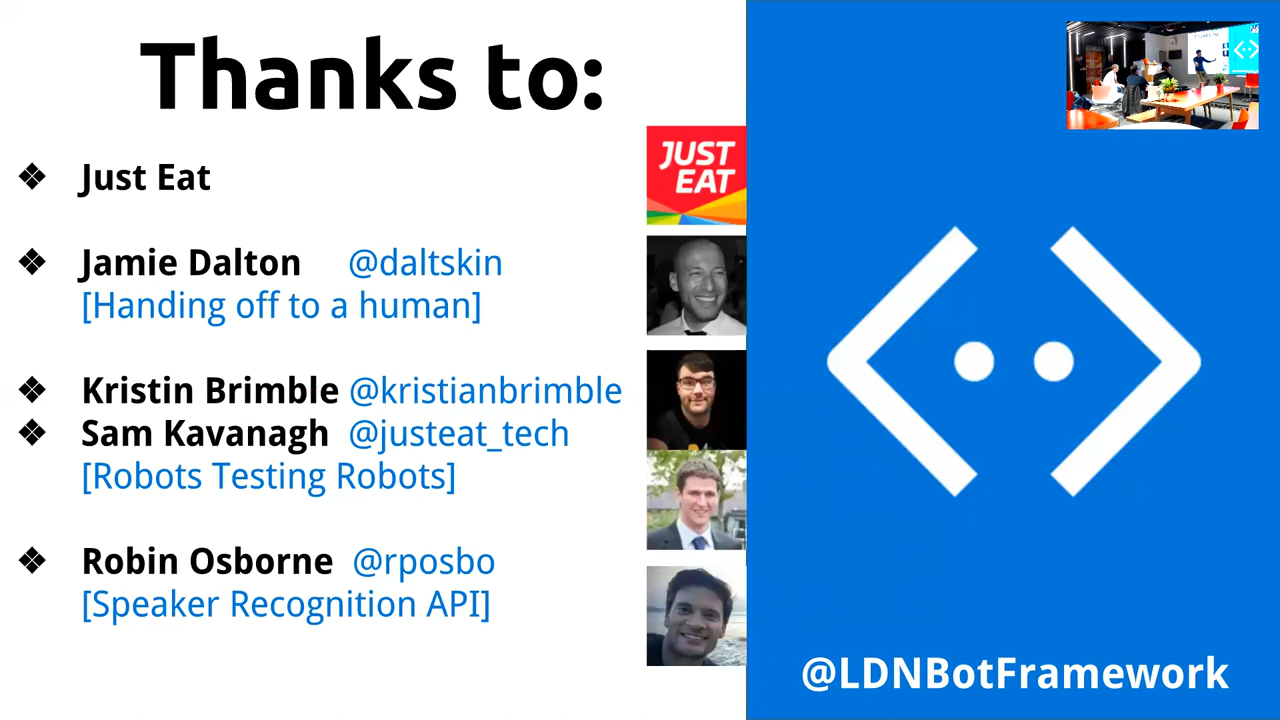 Thanks to:
❖ Just Eat
JUST
EAT
❖ Jamie Dalton @daltskin
[Handing off to a human]
❖ Kristin Brimble @kristianbrimble
❖ Sam Kavanagh @justeat_tech
[Robots Testing Robots]
❖ Robin Osborne @rposbo
[Speaker Recognition API]
@LDNBotFramework